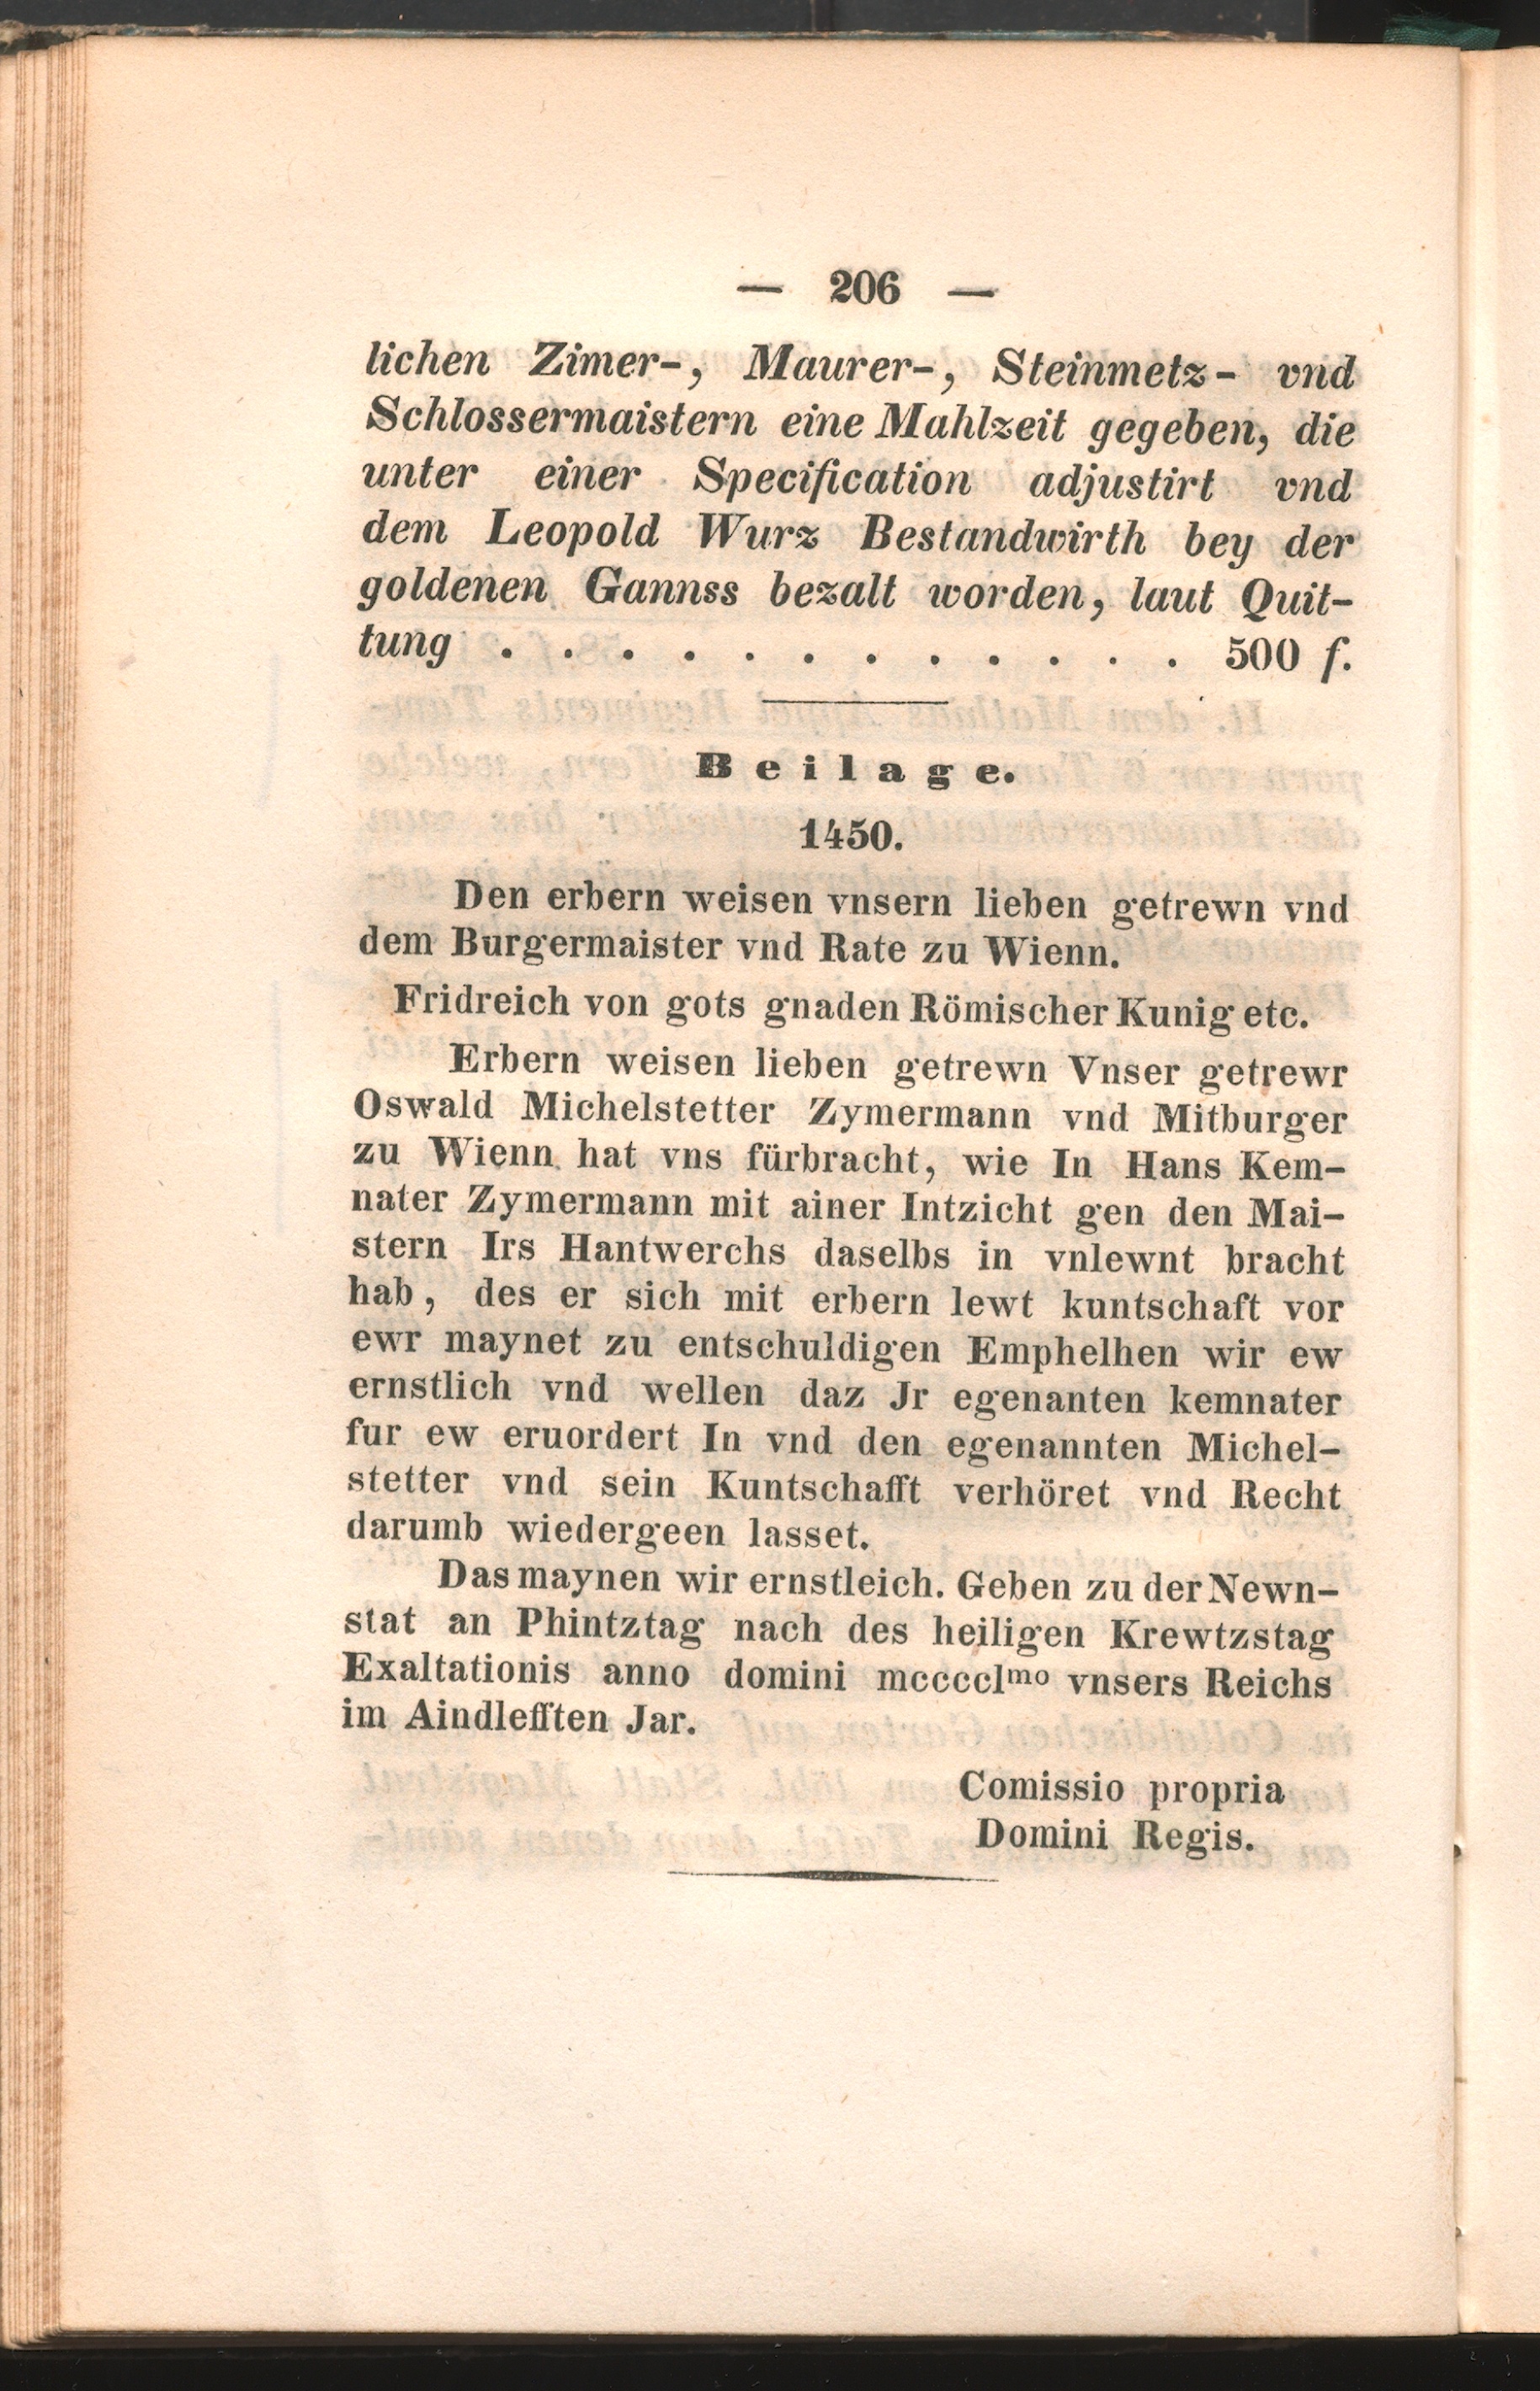 — 206 —
lichen Zimer-, Maurer-, Steinmetz- vnd
Schlossermaistern eine Mahlzeit gegeben, die
unter einer Specification adjustirt vnd
dem Leopold Wurz Bestandwirth bey der
goldenen Gannss bezalt worden, laut Quit-
tung . . . . . . . . . . . . 500 f.
Beilage.
1450.
Den erbern weisen vnsern lieben getrewn vnd
dem Burgermaister vnd Rate zu Wienn.
Fridreich von gots gnaden Römischer Kunig etc.
Erbern weisen lieben getrewn Vnser getrewr
Oswald Michelstetter Zymermann vnd Mitburger
zu Wienn hat vns fürbracht, wie In Hans Kem-
nater Zymermann mit ainer Intzicht gen den Mai-
stern Irs Hantwerchs daselbs in vnlewnt bracht
hab, des er sich mit erbern lewt kuntschaft vor
ewr maynet zu entschuldigen Emphelhen wir ew
ernstlich vnd wellen daz Jr egenanten kemnater
fur ew eruordert In vnd den egenannten Michel-
stetter vnd sein Kuntschafft verhöret vnd Recht
darumb wiedergeen lasset.
Das maynen wir ernstleich. Geben zu der Newn-
stat an Phintztag nach des heiligen Krewtzstag
Exaltationis anno domini mccccl<sup>mo</sup> vnsers Reichs
im Aindlefften Jar.
Comissio propria
Domini Regis.